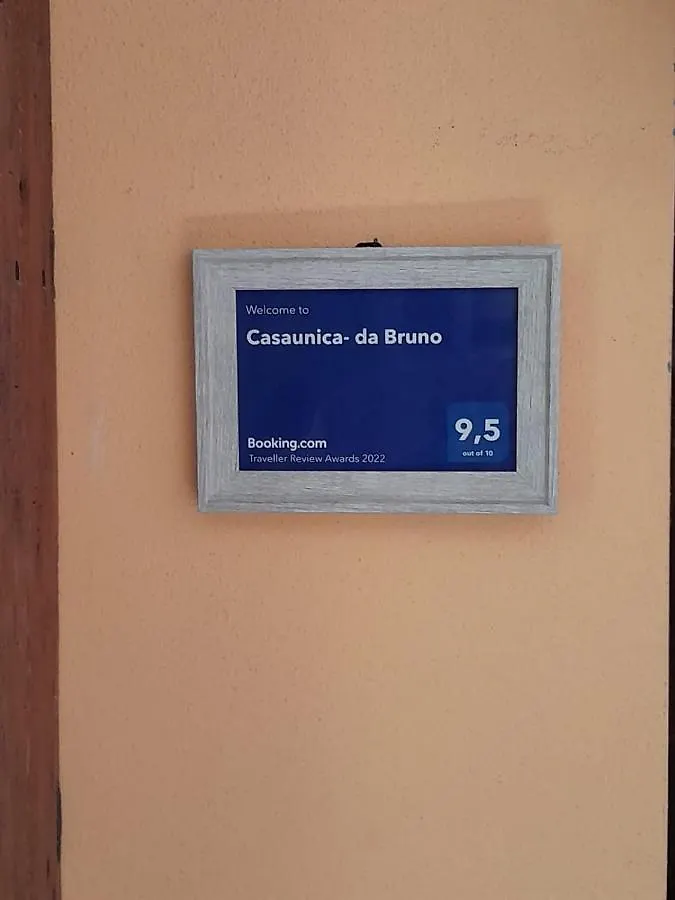 Welcome to
Casaunica- da Bruno
Booking.com
Traveller Review Awards 2022
9,5
out of 10